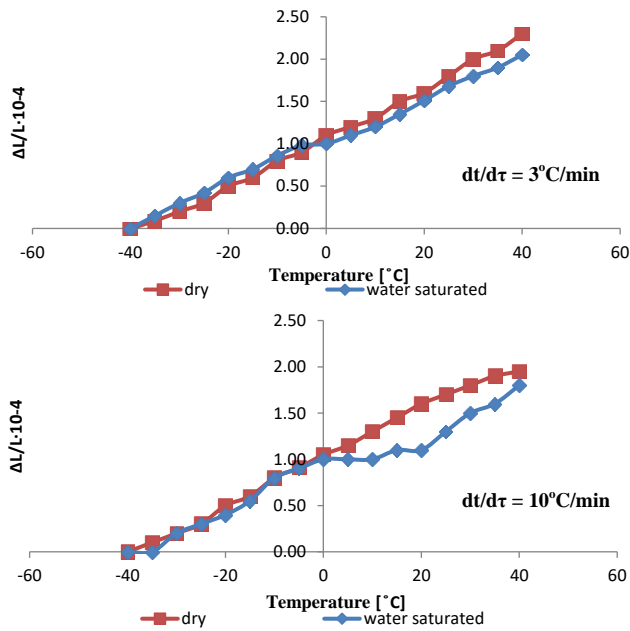 2.50
2.00
1.50
1.00
0.50
0.00
ΔL/L·10-4
dt/dτ = 3°C/min
-60 -40 -20 0 20 40 60
Temperature [˚C]
dry water saturated
2.50
2.00
1.50
1.00
0.50
0.00
ΔL/L·10-4
dt/dτ = 10°C/min
-60 -40 -20 0 20 40 60
Temperature [˚C]
dry water saturated